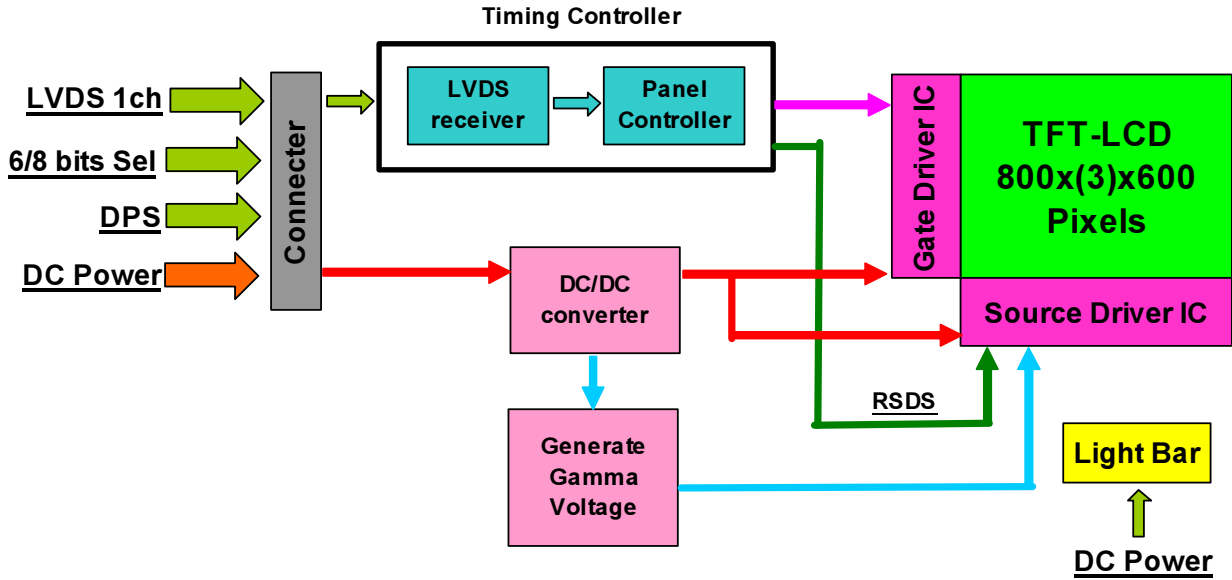 Timing Controller
LVDS 1ch
6/8 bits Sel
DPS
DC Power
Connecter
LVDS
receiver
Panel
Controller
Gate Driver IC
TFT-LCD
800x(3)x600
Pixels
Source Driver IC
DC/DC
converter
RSDS
Generate
Gamma
Voltage
Light Bar
DC Power